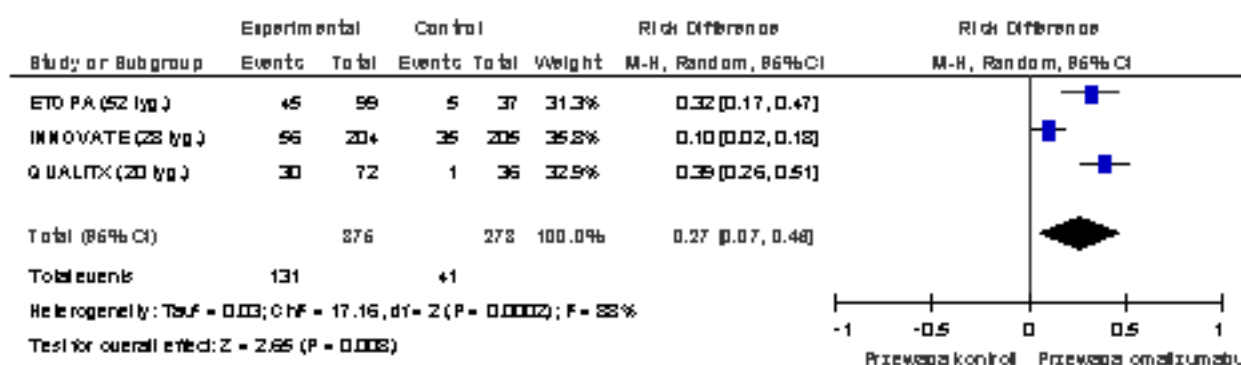 Experimental Control Risk Difference Risk Difference
Study or Subgroup Events Total Events Total Weight M-H, Random, 95% CI M-H, Random, 95% CI
ETOPA (52 tyg.) 45 99 5 37 31.3% 0.32 [0.17, 0.47]
INNOVATE (28 tyg.) 56 204 35 205 35.8% 0.10 [0.02, 0.18]
QUALITX (20 tyg.) 30 72 1 36 32.9% 0.39 [0.26, 0.51]
Total (95% CI) 375 278 100.0% 0.27 [0.07, 0.46]
Total events 131 41
Heterogeneity: Tau² = 0.03; Chi² = 17.16, df = 2 (P = 0.0002); I² = 88%
Test for overall effect: Z = 2.65 (P = 0.008)
-1 -0.5 0 0.5 1
Przewaga kontroli Przewaga omalizumabu